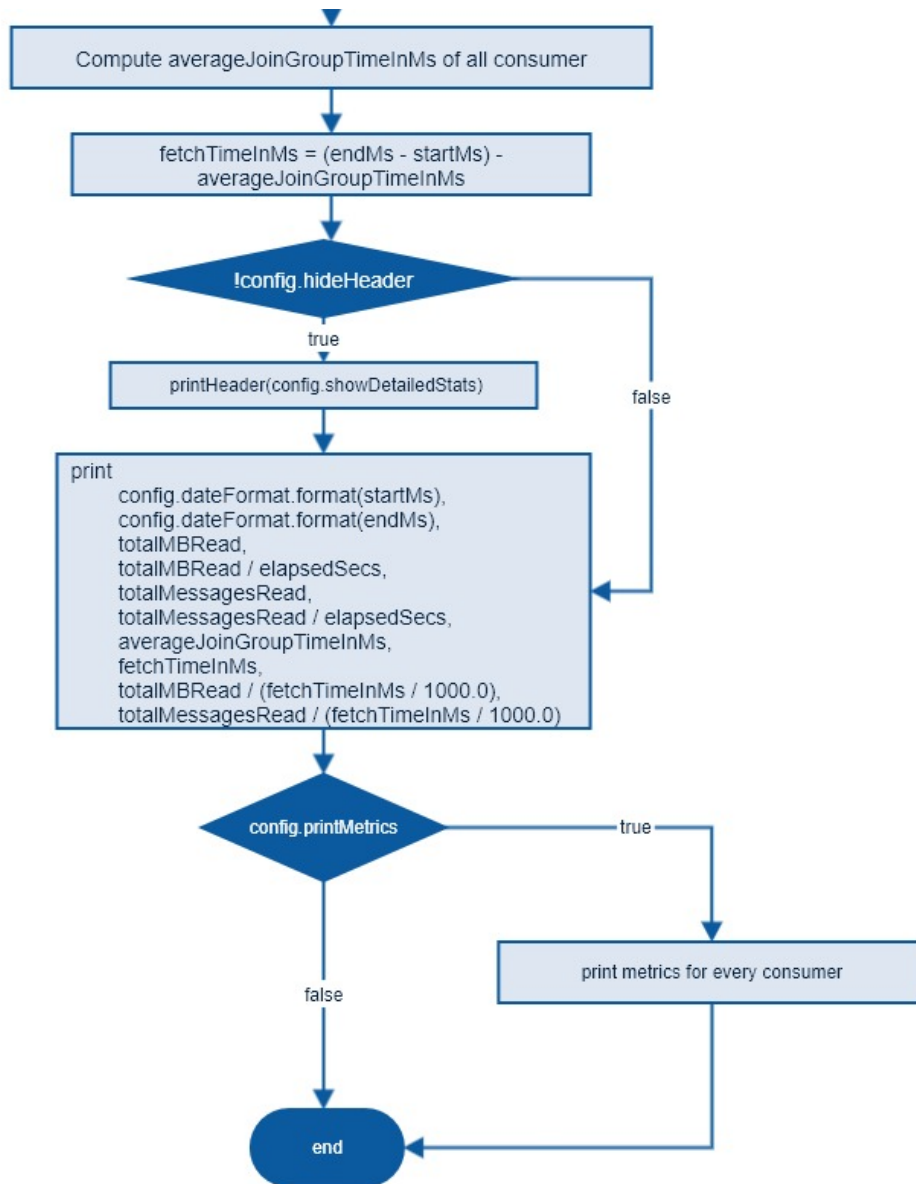 Compute averageJoinGroupTimeInMs of all consumer
fetchTimeInMs = (endMs - startMs) -
averageJoinGroupTimeInMs
!config.hideHeader
true
printHeader(config.showDetailedStats)
false
print
config.dateFormat.format(startMs),
config.dateFormat.format(endMs),
totalMBRead,
totalMBRead / elapsedSecs,
totalMessagesRead,
totalMessagesRead / elapsedSecs,
averageJoinGroupTimeInMs,
fetchTimeInMs,
totalMBRead / (fetchTimeInMs / 1000.0),
totalMessagesRead / (fetchTimeInMs / 1000.0)
config.printMetrics
true
print metrics for every consumer
false
end